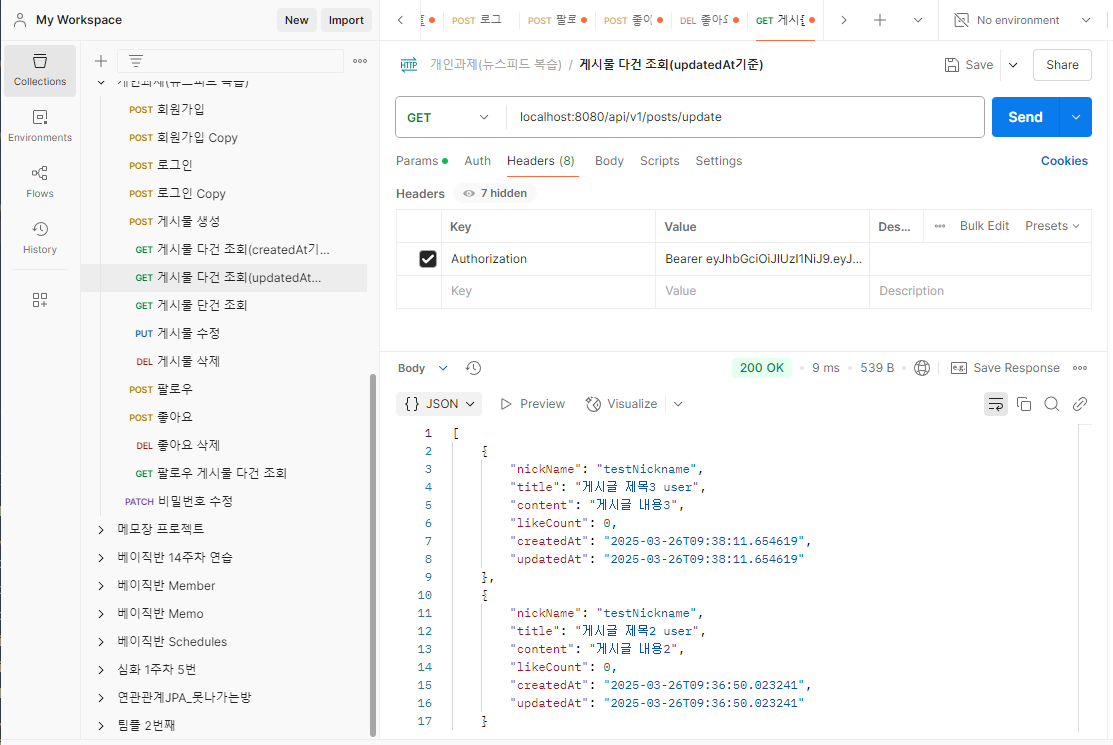 My Workspace
New
Import
POST 로그
POST 팔로
POST 좋아
DEL 좋아요
GET 게시물
No environment
Collections
Environments
Flows
History
개인과제(뉴스피드 복습)
POST 회원가입
POST 회원가입 Copy
POST 로그인
POST 로그인 Copy
POST 게시물 생성
GET 게시물 다건 조회(createdAt기...
GET 게시물 다건 조회(updatedAt...
GET 게시물 단건 조회
PUT 게시물 수정
DEL 게시물 삭제
POST 팔로우
POST 좋아요
DEL 좋아요 삭제
GET 팔로우 게시물 다건 조회
PATCH 비밀번호 수정
메모장 프로젝트
베이직반 14주차 연습
베이직반 Member
베이직반 Memo
베이직반 Schedules
심화 1주차 5번
연관관계JPA_못나가는방
팀플 2번째
HTTP 개인과제(뉴스피드 복습) / 게시물 다건 조회(updatedAt기준)
Save
Share
GET
localhost:8080/api/v1/posts/update
Send
Params
Auth
Headers (8)
Body
Scripts
Settings
Cookies
Headers
7 hidden
Key
Value
Des...
Bulk Edit
Presets
Authorization
Bearer eyJhbGciOiJIUzI1NiJ9.eyJ...
Key
Value
Description
Body
200 OK
9 ms
539 B
e.g.
Save Response
{} JSON
Preview
Visualize
1 [
2 {
3 "nickName": "testNickname",
4 "title": "게시글 제목3 user",
5 "content": "게시글 내용3",
6 "likeCount": 0,
7 "createdAt": "2025-03-26T09:38:11.654619",
8 "updatedAt": "2025-03-26T09:38:11.654619"
9 },
10 {
11 "nickName": "testNickname",
12 "title": "게시글 제목2 user",
13 "content": "게시글 내용2",
14 "likeCount": 0,
15 "createdAt": "2025-03-26T09:36:50.023241",
16 "updatedAt": "2025-03-26T09:36:50.023241"
17 }